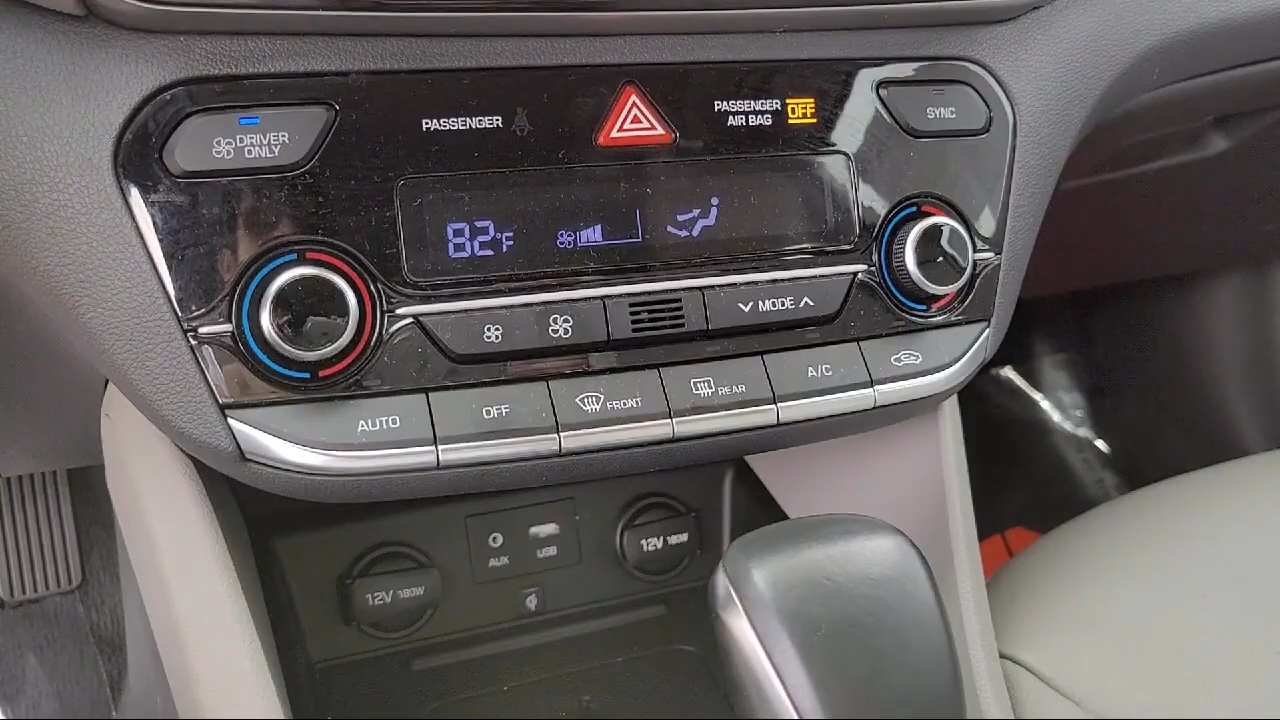 DRIVER
ONLY
PASSENGER
PASSENGER
AIR BAG
OFF
SYNC
82°F
MODE
AUTO
OFF
FRONT
REAR
A/C
AUX
USB
12V 180W
12V 180W